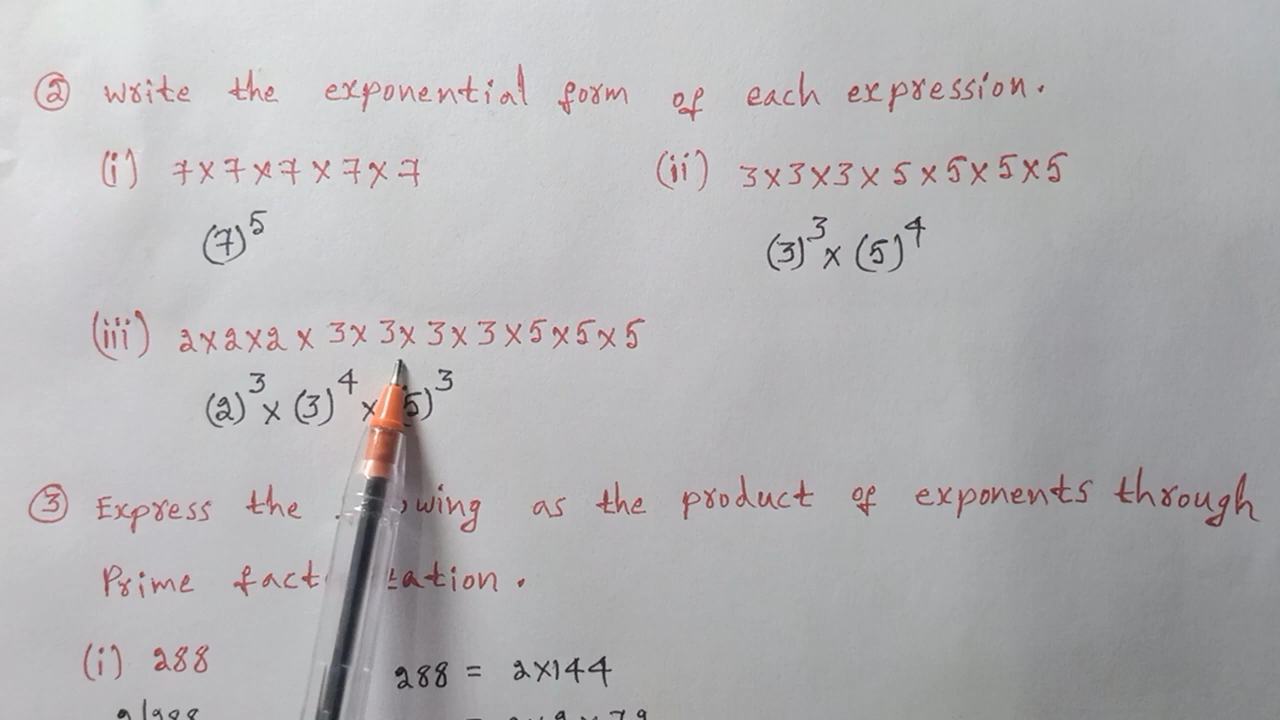 ② Write the exponential form of each expression.
(i) 7×7×7×7×7 (ii) 3×3×3×5×5×5×5
(7)⁵ (3)³×(5)⁴
(iii) 2×2×2×3×3×3×3×5×5×5
(2)³×(3)⁴× 5)³
③ Express the owing as the product of exponents through
Prime fact ation.
(i) 288 288 = 2×144